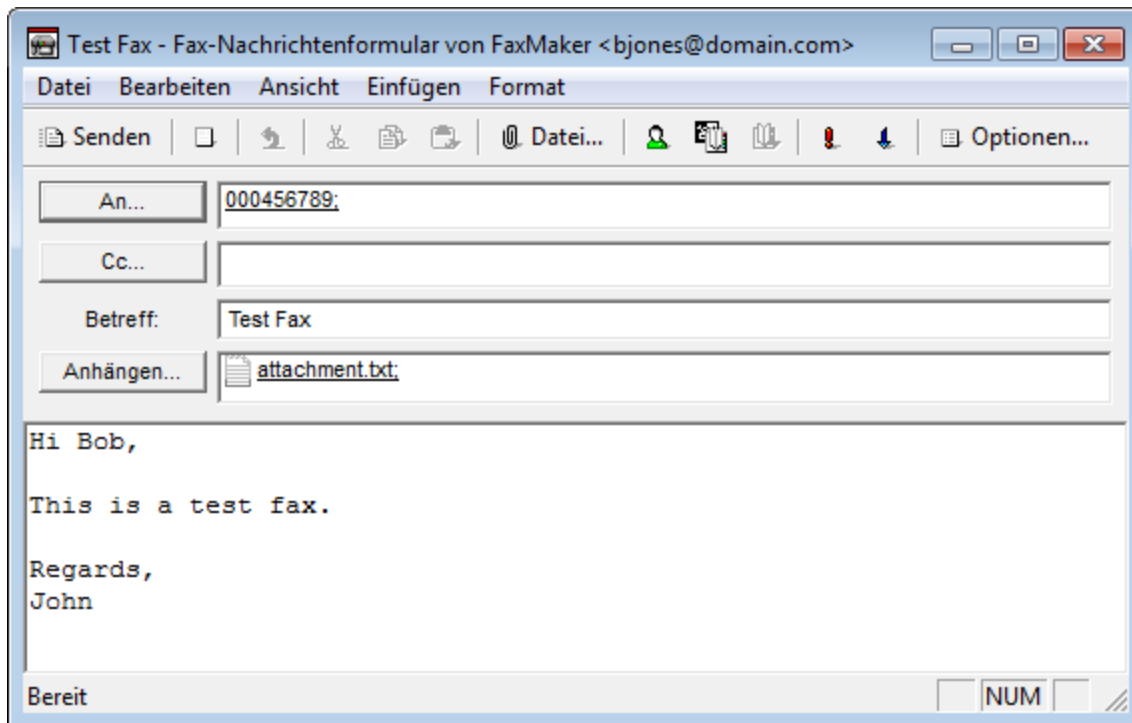 Test Fax - Fax-Nachrichtenformular von FaxMaker <bjones@domain.com>
Datei Bearbeiten Ansicht Einfügen Format
Senden Datei... Optionen...
An... 000456789;
Cc...
Betreff: Test Fax
Anhängen... attachment.txt;
Hi Bob,
This is a test fax.
Regards,
John
Bereit NUM